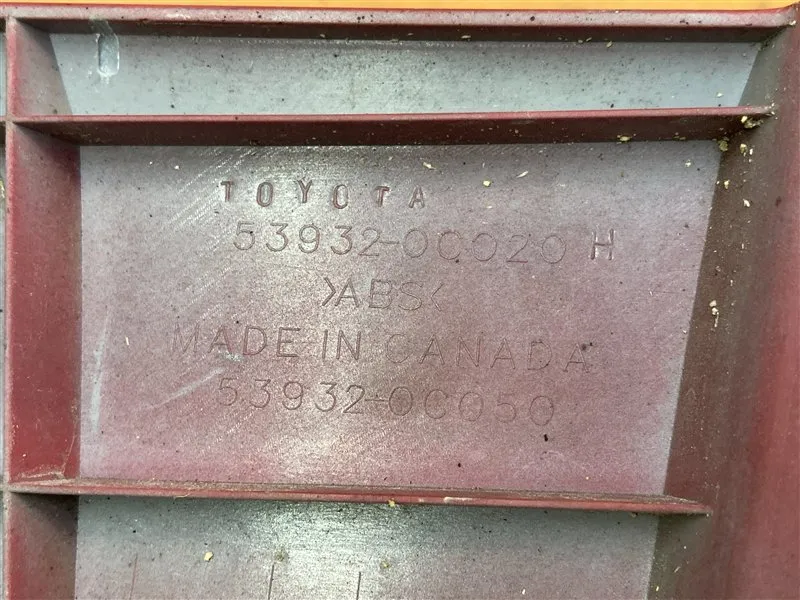 TOYOTA
53932-0C020 H
>ABS<
MADE IN CANADA
53932-0C050